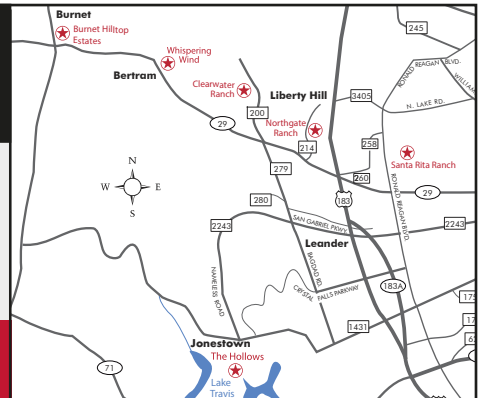 Burnet
245
Burnet Hilltop
Estates
Whispering
Wind
RONALD REAGAN BLVD.
Bertram
Clearwater
Ranch
Liberty Hill
3405
N. LAKE RD.
200
29
Northgate
Ranch
214
258
Santa Rita Ranch
279
260
N
W
E
S
280
183
29
RONALD REAGAN BLVD.
2243
SAN GABRIEL PKWY
2243
Leander
BAGDAD RD.
NAMELESS ROAD
CRYSTAL FALLS PARKWAY
183A
1431
Jonestown
The Hollows
71
Lake
Travis